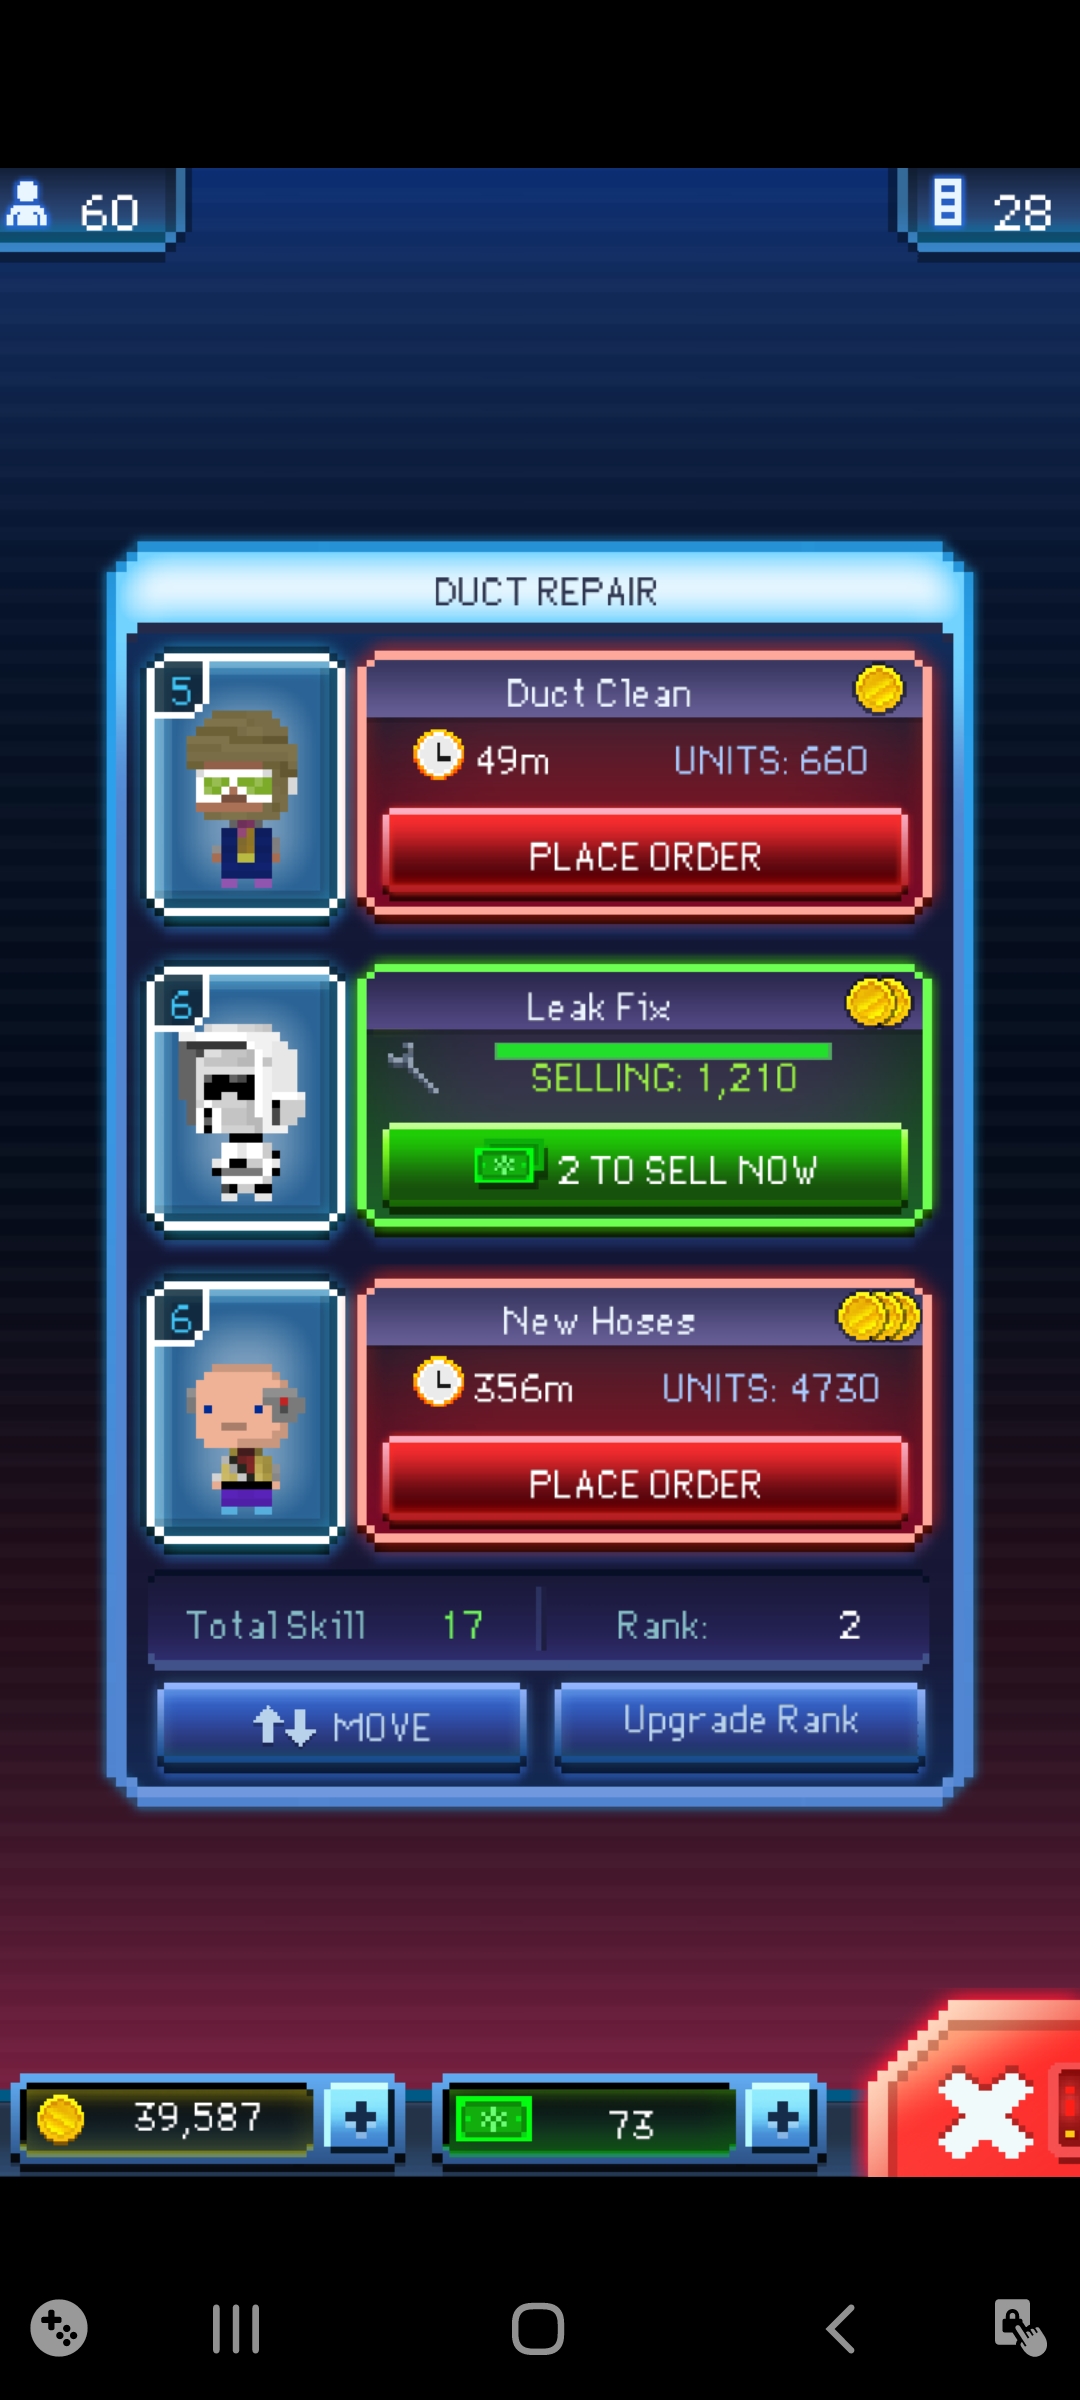 60
28
DUCT REPAIR
5
Duct Clean
49m UNITS: 660
PLACE ORDER
6
Leak Fix
SELLING: 1,210
2 TO SELL NOW
6
New Hoses
356m UNITS: 4730
PLACE ORDER
Total Skill 17 Rank: 2
MOVE Upgrade Rank
39,587 73